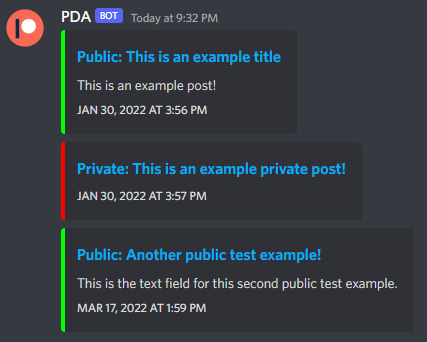 PDA BOT Today at 9:32 PM
Public: This is an example title
This is an example post!
JAN 30, 2022 AT 3:56 PM
Private: This is an example private post!
JAN 30, 2022 AT 3:57 PM
Public: Another public test example!
This is the text field for this second public test example.
MAR 17, 2022 AT 1:59 PM